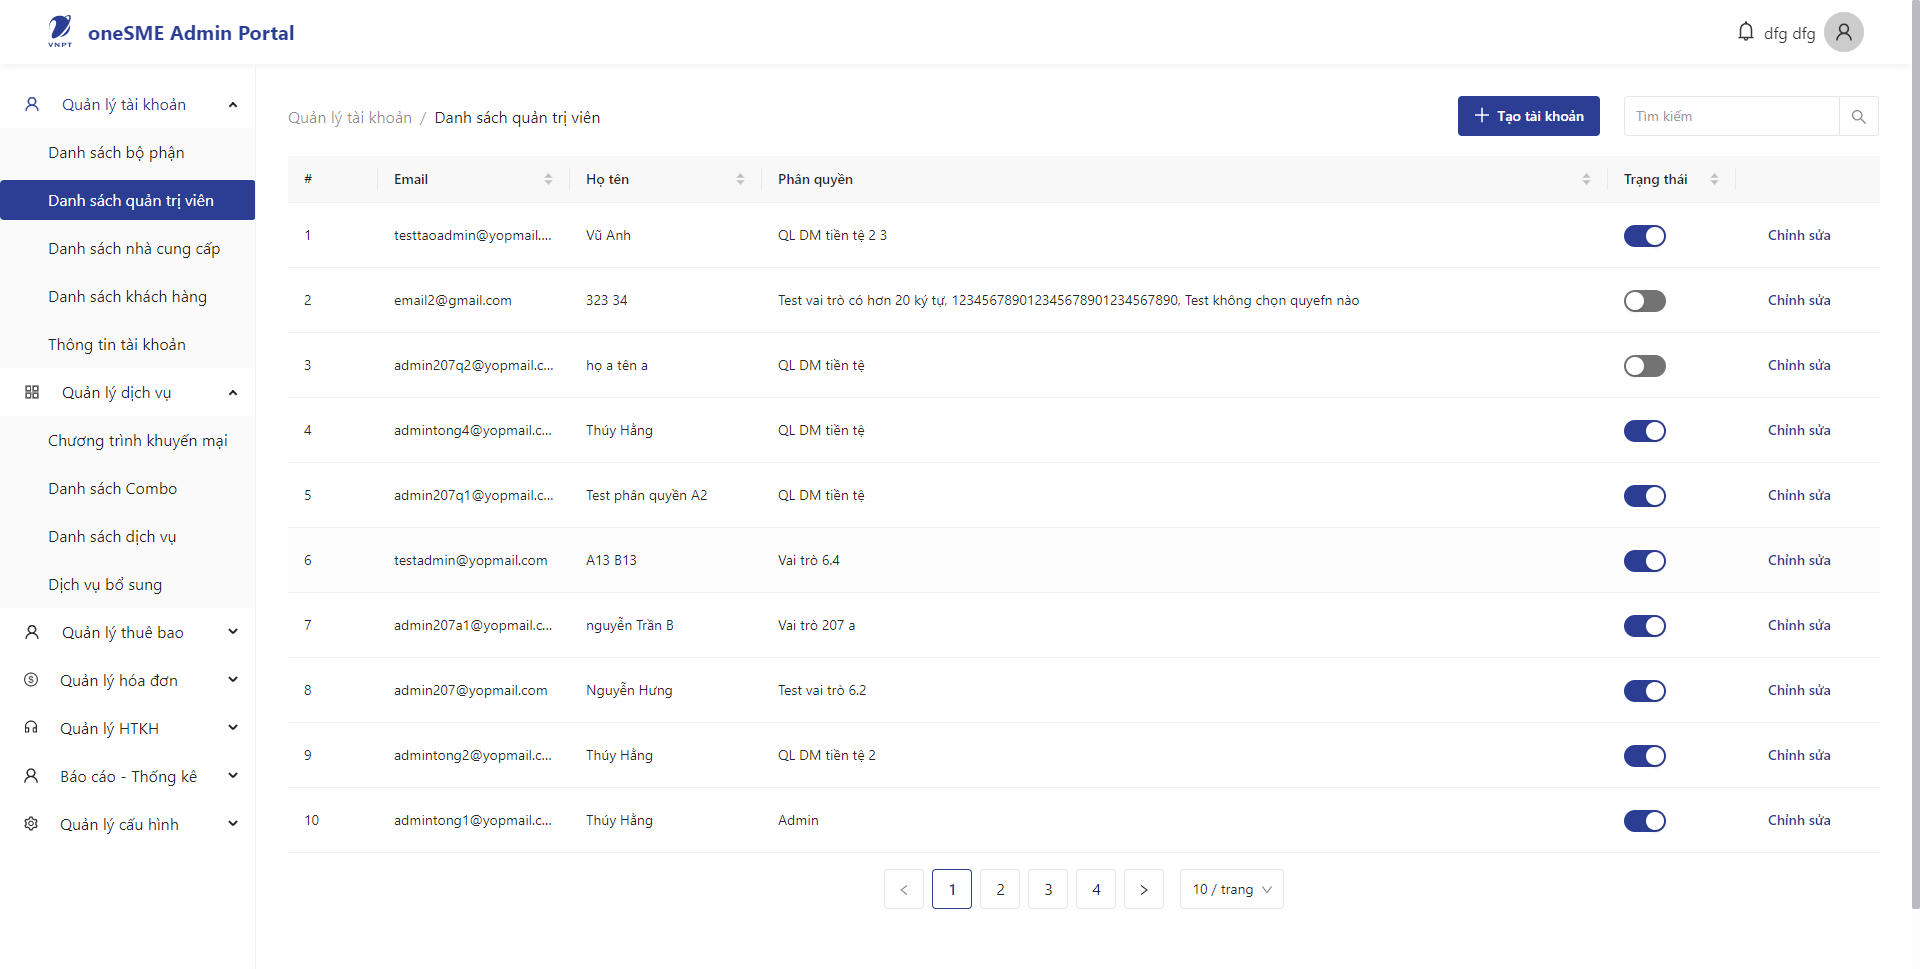 VNPT oneSME Admin Portal dfg dfg
Quản lý tài khoản
Danh sách bộ phận
Danh sách quản trị viên
Danh sách nhà cung cấp
Danh sách khách hàng
Thông tin tài khoản
Quản lý dịch vụ
Chương trình khuyến mại
Danh sách Combo
Danh sách dịch vụ
Dịch vụ bổ sung
Quản lý thuê bao
Quản lý hóa đơn
Quản lý HTKH
Báo cáo - Thống kê
Quản lý cấu hình
Quản lý tài khoản / Danh sách quản trị viên Tạo tài khoản Tìm kiếm
# Email Họ tên Phân quyền Trạng thái
1 testtaoadmin@yopmail.... Vũ Anh QL DM tiền tệ 2 3 Chỉnh sửa
2 email2@gmail.com 323 34 Test vai trò có hơn 20 ký tự, 123456789012345678901234567890, Test không chọn quyefn nào Chỉnh sửa
3 admin207q2@yopmail.c... họ a tên a QL DM tiền tệ Chỉnh sửa
4 admintong4@yopmail.c... Thúy Hằng QL DM tiền tệ Chỉnh sửa
5 admin207q1@yopmail.c... Test phân quyền A2 QL DM tiền tệ Chỉnh sửa
6 testadmin@yopmail.com A13 B13 Vai trò 6.4 Chỉnh sửa
7 admin207a1@yopmail.c... nguyễn Trần B Vai trò 207 a Chỉnh sửa
8 admin207@yopmail.com Nguyễn Hưng Test vai trò 6.2 Chỉnh sửa
9 admintong2@yopmail.c... Thúy Hằng QL DM tiền tệ 2 Chỉnh sửa
10 admintong1@yopmail.c... Thúy Hằng Admin Chỉnh sửa
< 1 2 3 4 > 10 / trang